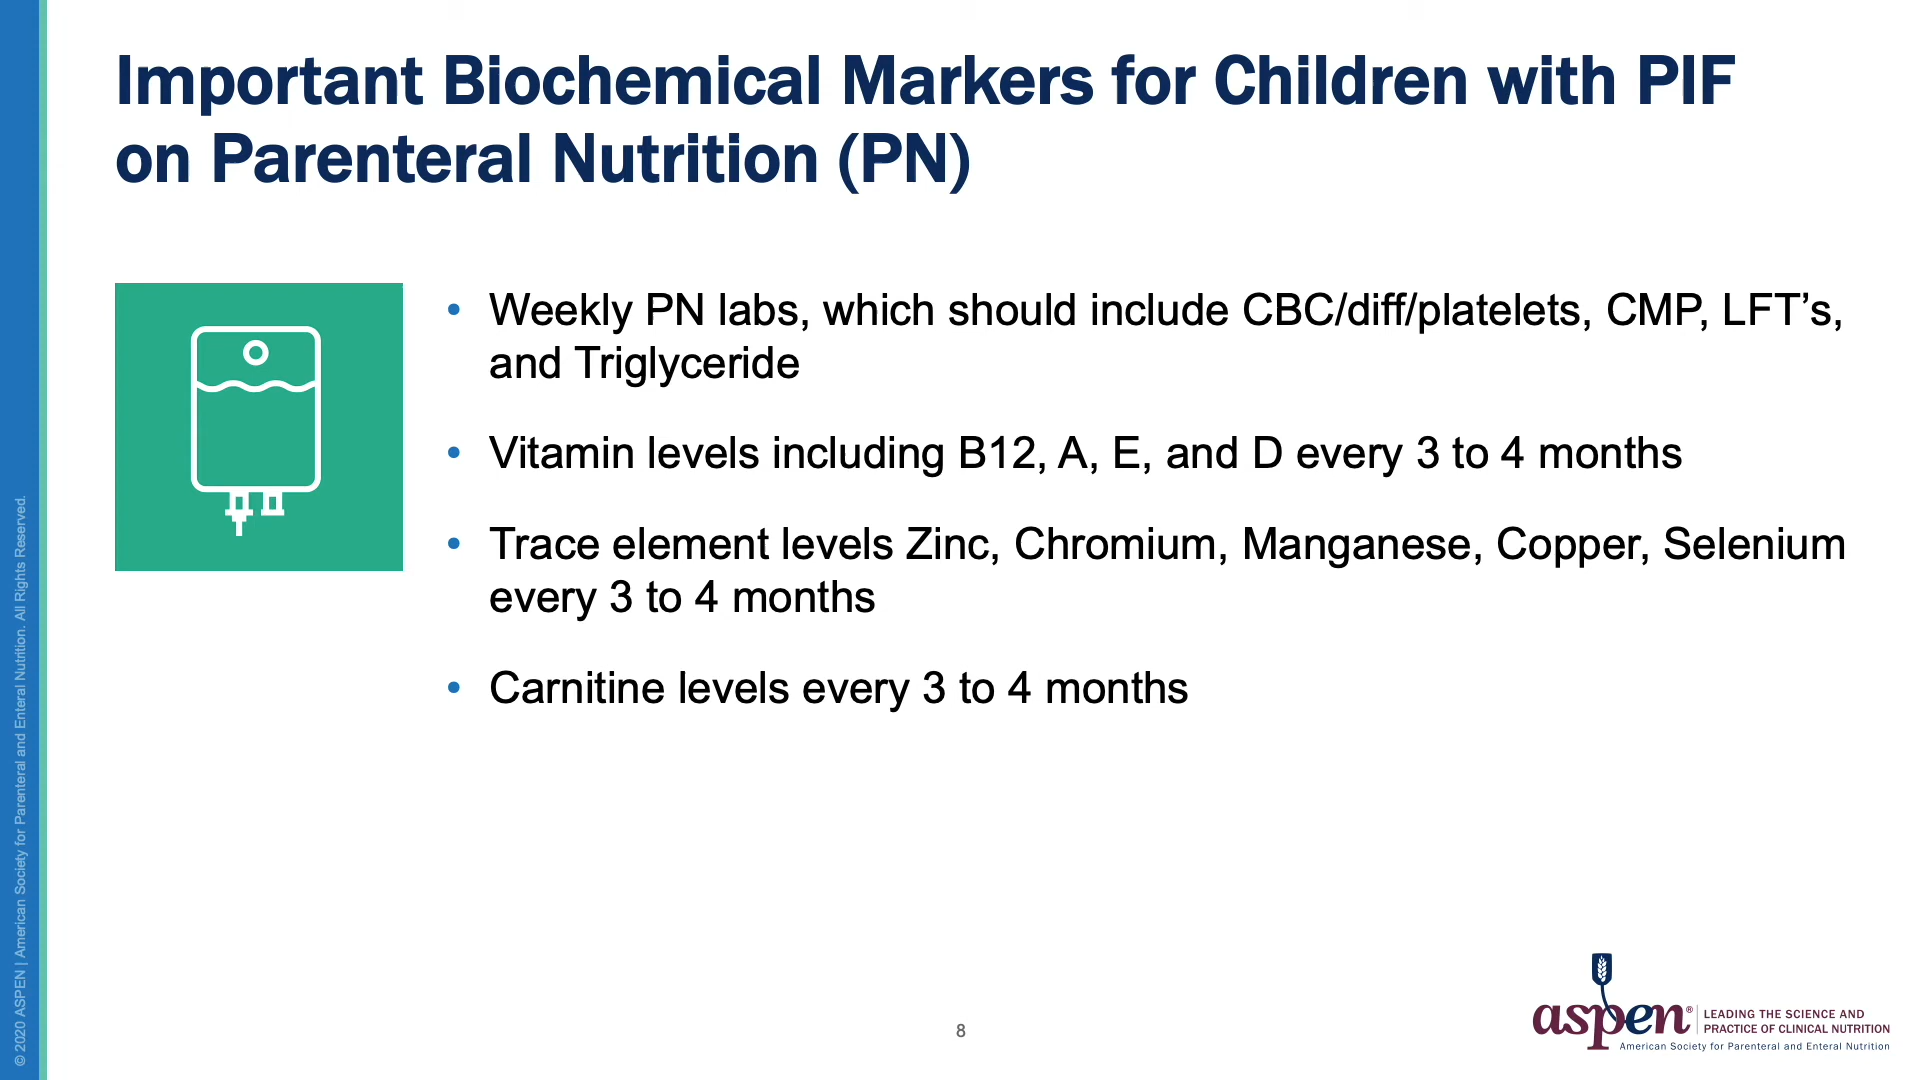 Important Biochemical Markers for Children with PIF
on Parenteral Nutrition (PN)
• Weekly PN labs, which should include CBC/diff/platelets, CMP, LFT’s,
and Triglyceride
• Vitamin levels including B12, A, E, and D every 3 to 4 months
• Trace element levels Zinc, Chromium, Manganese, Copper, Selenium
every 3 to 4 months
• Carnitine levels every 3 to 4 months
© 2020 ASPEN | American Society for Parenteral and Enteral Nutrition. All Rights Reserved.
8
aspen® LEADING THE SCIENCE AND
PRACTICE OF CLINICAL NUTRITION
American Society for Parenteral and Enteral Nutrition